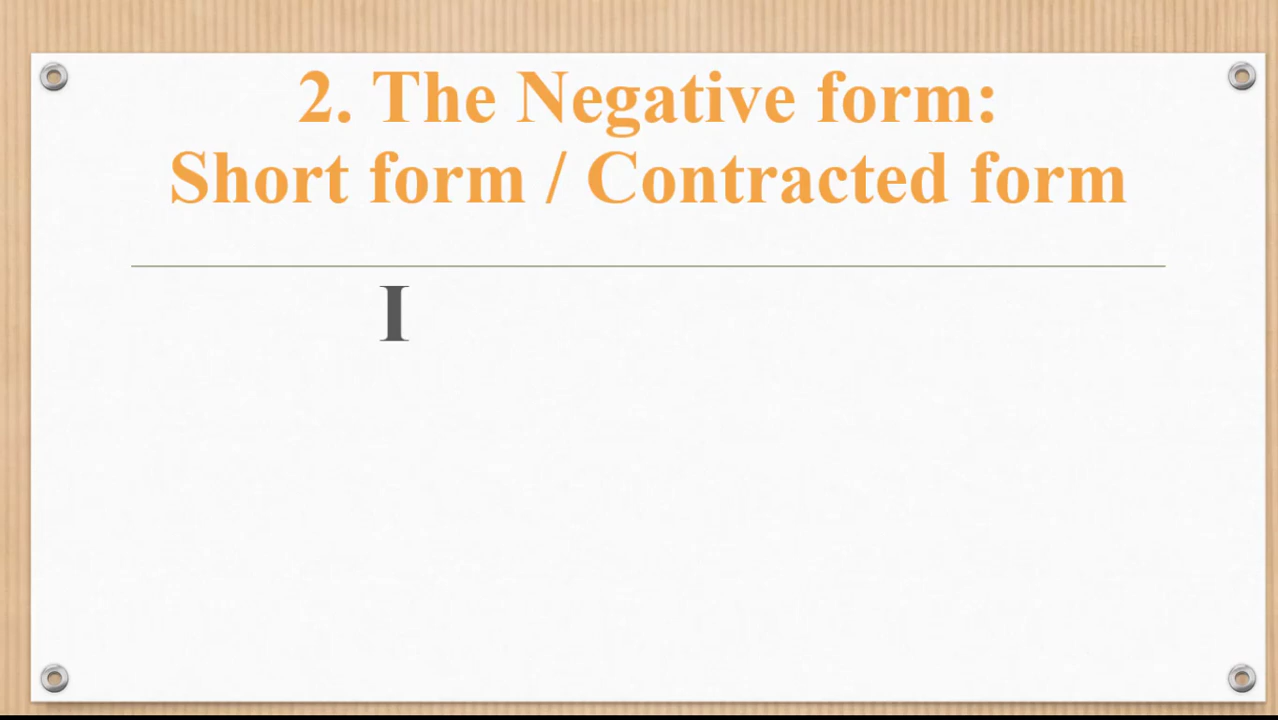 2. The Negative form:
Short form / Contracted form
I